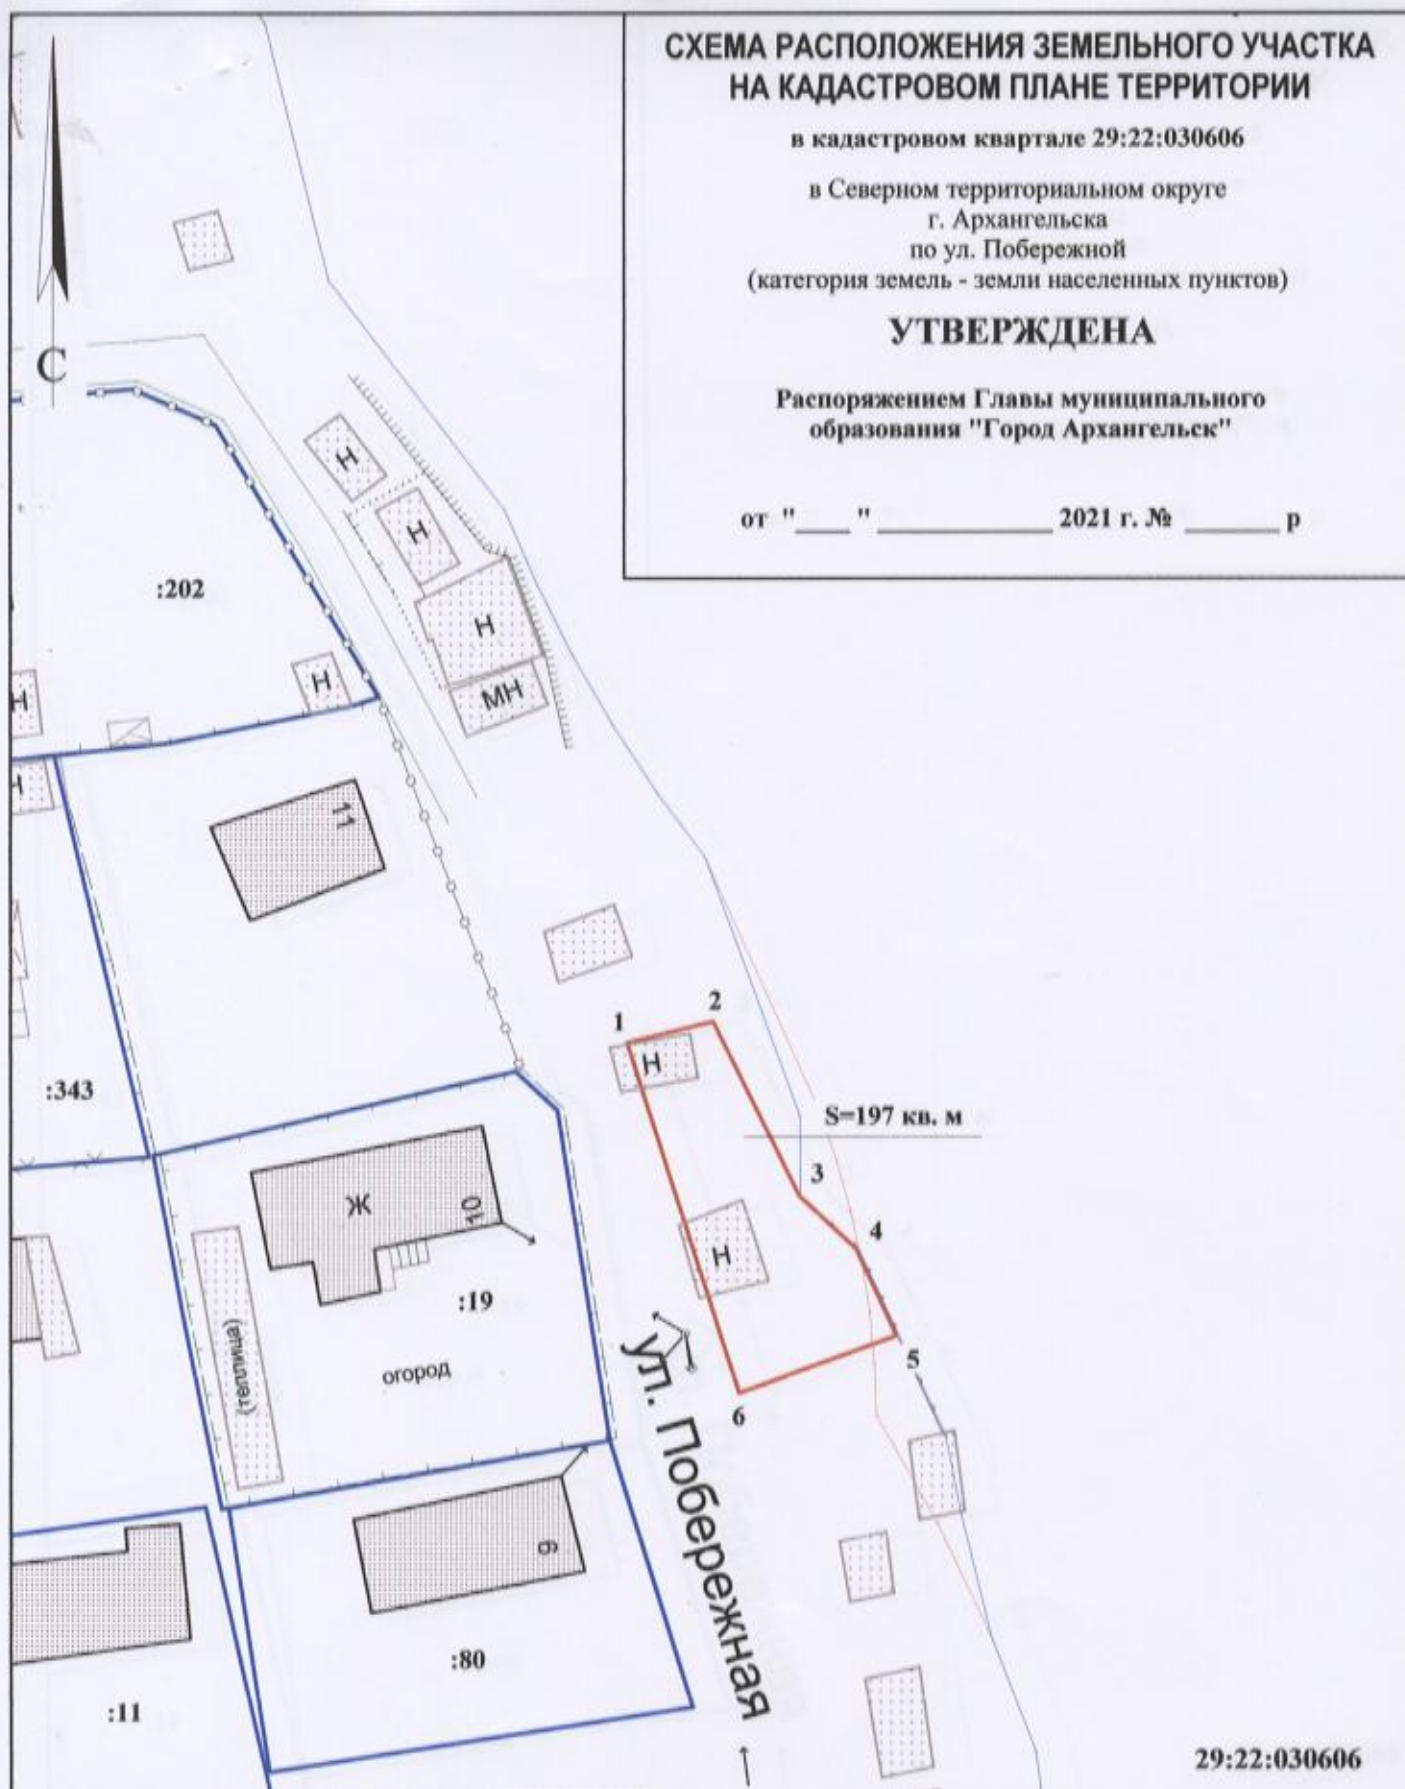 СХЕМА РАСПОЛОЖЕНИЯ ЗЕМЕЛЬНОГО УЧАСТКА
НА КАДАСТРОВОМ ПЛАНЕ ТЕРРИТОРИИ
в кадастровом квартале 29:22:030606
в Северном территориальном округе
г. Архангельска
по ул. Побережной
(категория земель - земли населенных пунктов)
УТВЕРЖДЕНА
Распоряжением Главы муниципального
образования "Город Архангельск"
от "____ " _____________ 2021 г. № _______ р
С
Н
Н
:202
Н
Н
МН
Н
Н
11
2
1
Н
:343
S=197 кв. м
3
Ж
10
4
Н
:19
(теплица)
огород
5
6
ул. Побережная
9
:80
:11
29:22:030606